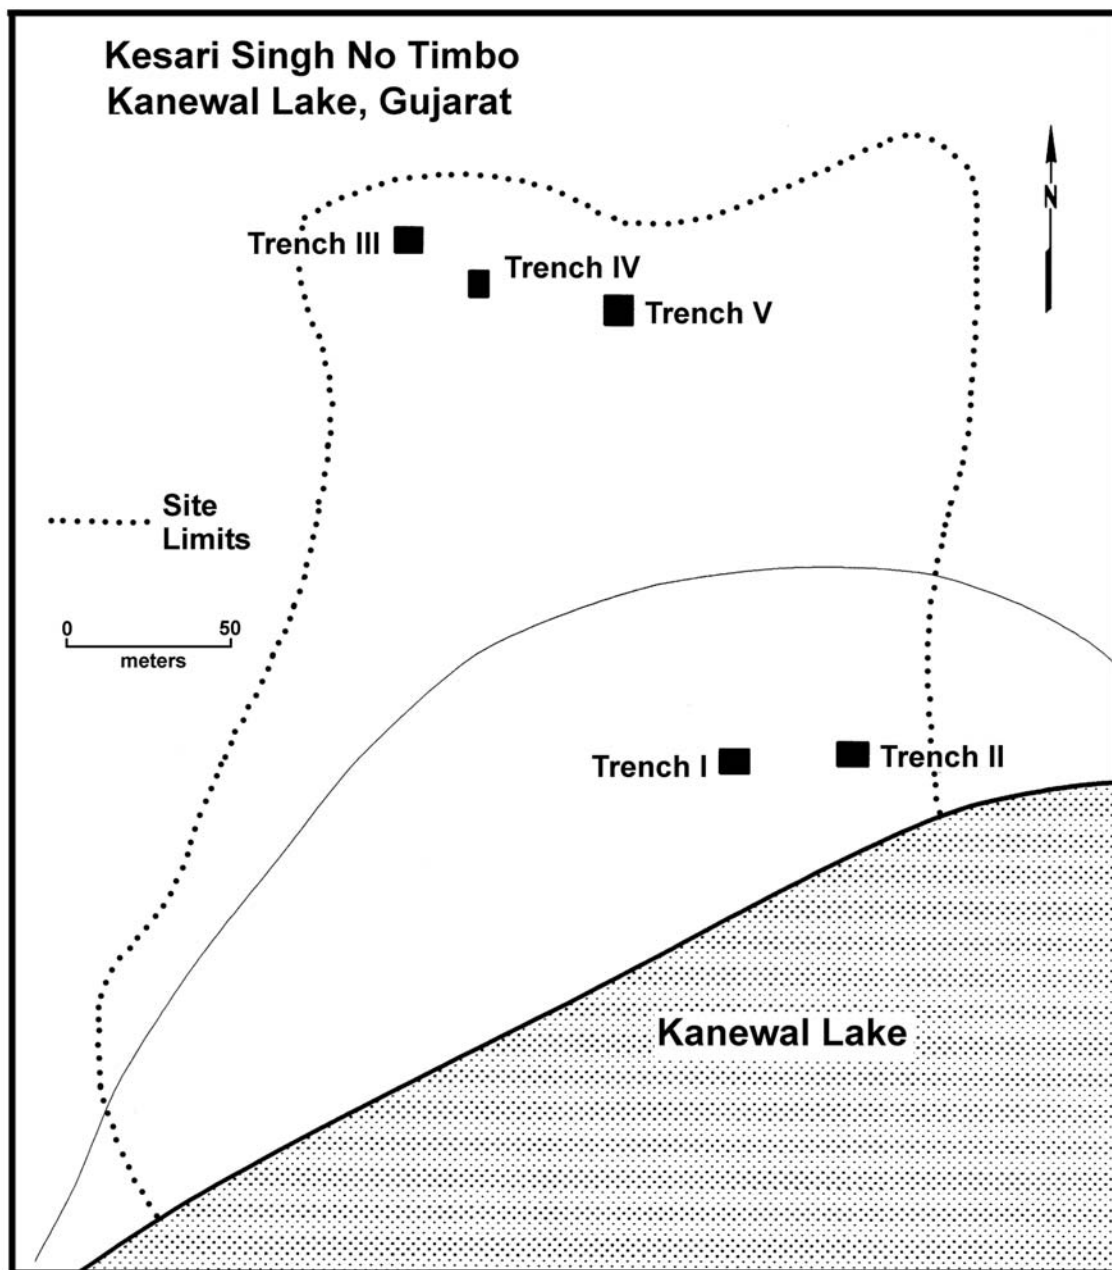 Kesari Singh No Timbo
Kanewal Lake, Gujarat
N
Trench III
Trench IV
Trench V
Site
Limits
0 50
meters
Trench I
Trench II
Kanewal Lake